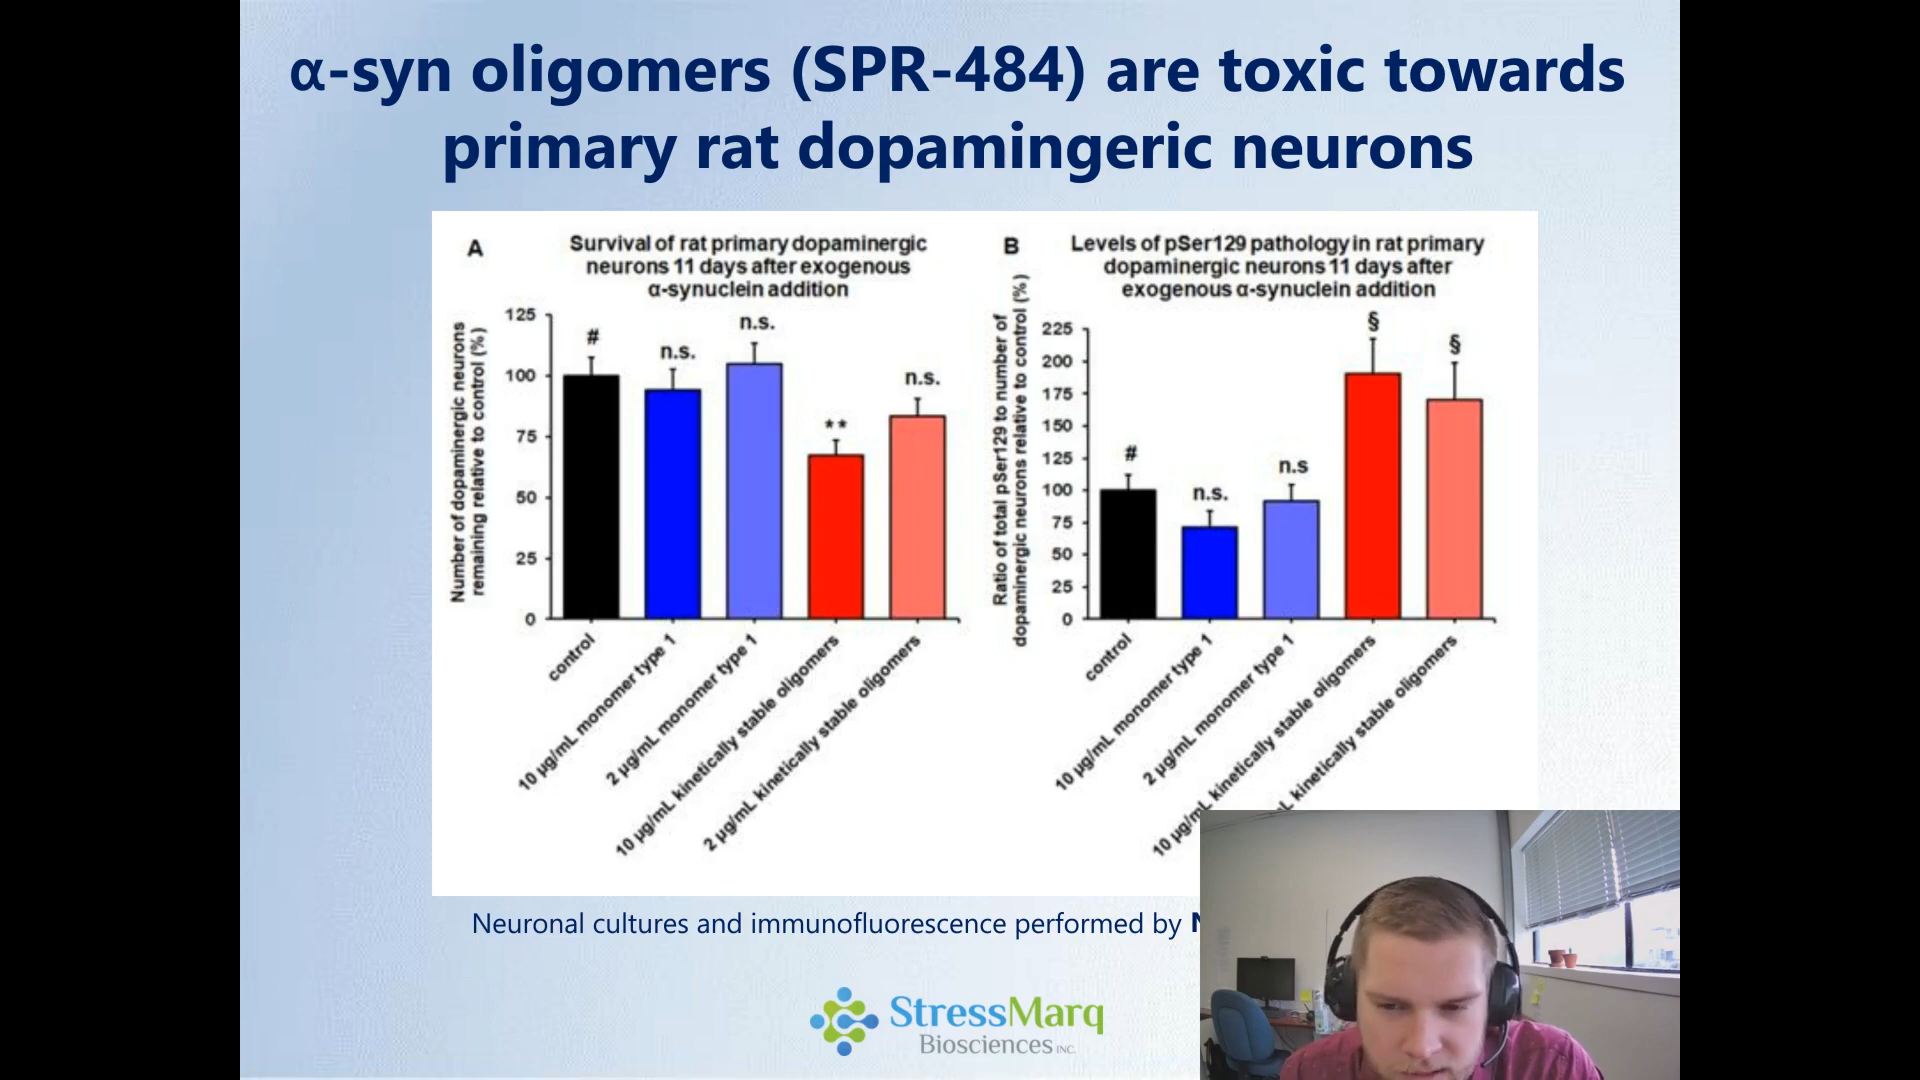 α-syn oligomers (SPR-484) are toxic towards
primary rat dopamingeric neurons
A
Survival of rat primary dopaminergic
neurons 11 days after exogenous
α-synuclein addition
Number of dopaminergic neurons
remaining relative to control (%)
125
100
75
50
25
0
#
n.s.
n.s.
**
n.s.
control
10 µg/mL monomer type 1
2 µg/mL monomer type 1
10 µg/mL kinetically stable oligomers
2 µg/mL kinetically stable oligomers
B
Levels of pSer129 pathology in rat primary
dopaminergic neurons 11 days after
exogenous α-synuclein addition
Ratio of total pSer129 to number of
dopaminergic neurons relative to control (%)
225
200
175
150
125
100
75
50
25
0
#
n.s.
n.s
§
§
control
10 µg/mL monomer type 1
2 µg/mL monomer type 1
10 µg/mL kinetically stable oligomers
kinetically stable oligomers
Neuronal cultures and immunofluorescence performed by
StressMarq
Biosciences INC.